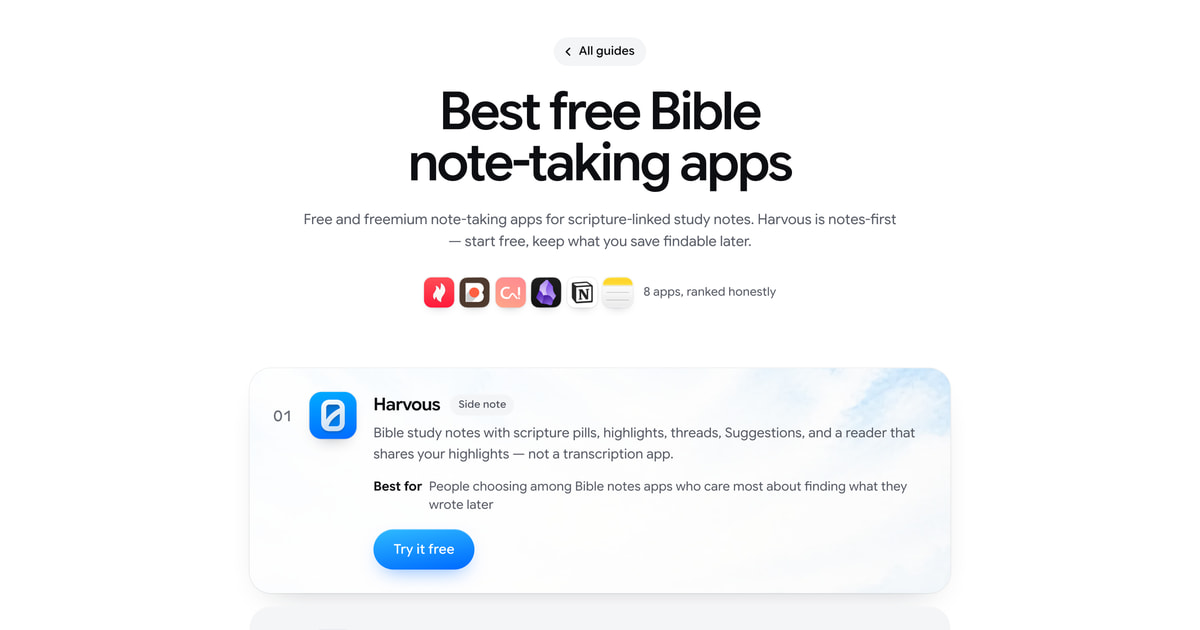 All guides
Best free Bible
note-taking apps
Free and freemium note-taking apps for scripture-linked study notes. Harvous is notes-first
— start free, keep what you save findable later.
8 apps, ranked honestly
01
Harvous Side note
Bible study notes with scripture pills, highlights, threads, Suggestions, and a reader that
shares your highlights — not a transcription app.
Best for People choosing among Bible notes apps who care most about finding what they
wrote later
Try it free